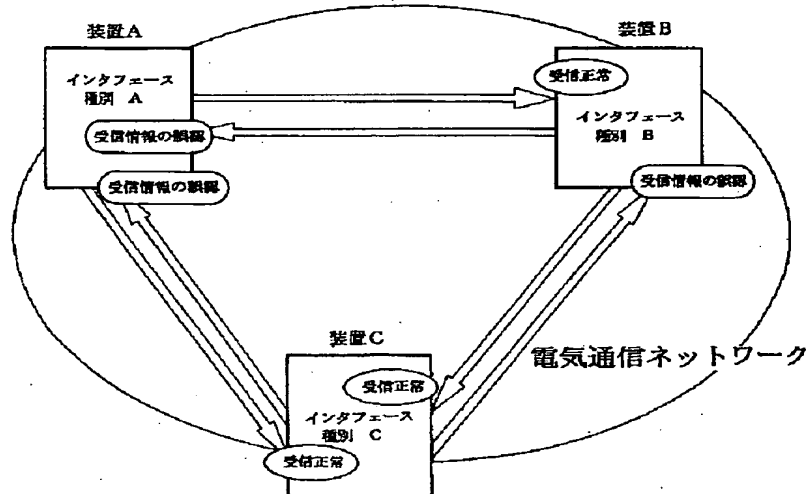 装置A
インタフェース
種別 A
受信情報の誤認
受信情報の誤認
装置B
受信正常
インタフェース
種別 B
受信情報の誤認
装置C
受信正常
インタフェース
種別 C
受信正常
電気通信ネットワーク